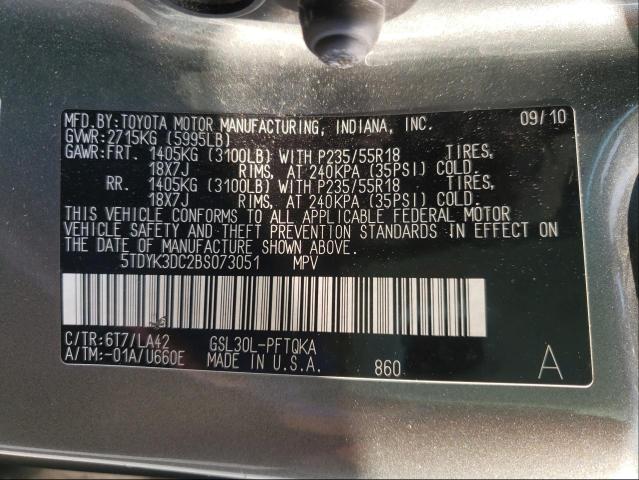 MFD.BY:TOYOTA MOTOR MANUFACTURING, INDIANA, INC. 09/10
GVWR:2715KG (5995LB)
GAWR:FRT. 1405KG (3100LB) WITH P235/55R18 TIRES,
18X7J RIMS, AT 240KPA (35PSI) COLD.
RR. 1405KG (3100LB) WITH P235/55R18 TIRES,
18X7J RIMS, AT 240KPA (35PSI) COLD.
THIS VEHICLE CONFORMS TO ALL APPLICABLE FEDERAL MOTOR
VEHICLE SAFETY AND THEFT PREVENTION STANDARDS IN EFFECT ON THE
DATE OF MANUFACTURE SHOWN ABOVE.
5TDYK3DC2BS073051 MPV
C/TR:6T7/LA42 GSL30L-PFTQKA
A/TM:-01A/U660E MADE IN U.S.A. 860 A